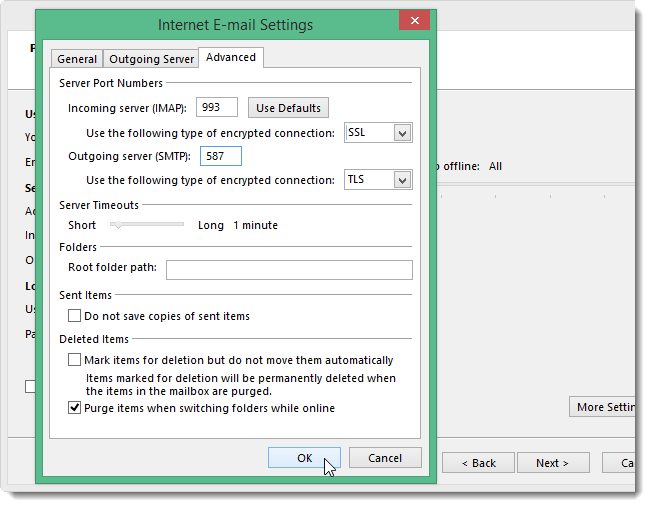 Internet E-mail Settings
General
Outgoing Server
Advanced
Server Port Numbers
Incoming server (IMAP): 993 Use Defaults
Use the following type of encrypted connection: SSL
Outgoing server (SMTP): 587
Use the following type of encrypted connection: TLS
Server Timeouts
Short Long 1 minute
Folders
Root folder path:
Sent Items
Do not save copies of sent items
Deleted Items
Mark items for deletion but do not move them automatically
Items marked for deletion will be permanently deleted when
the items in the mailbox are purged.
Purge items when switching folders while online
OK Cancel
offline: All
More Settin
< Back Next > Ca